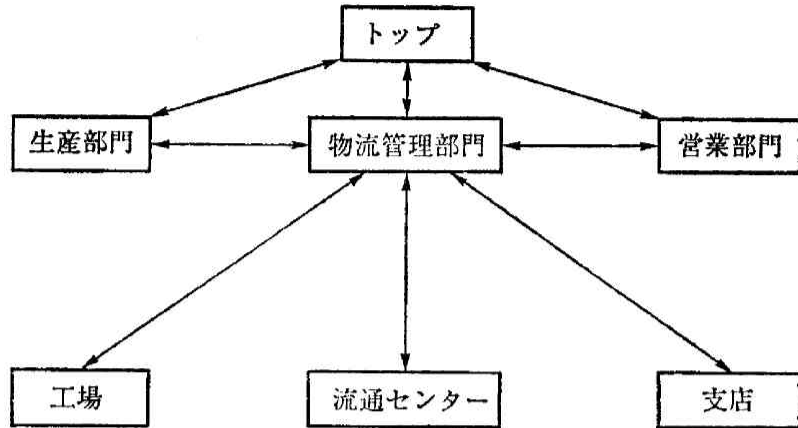 トップ
生産部門
物流管理部門
営業部門
工場
流通センター
支店